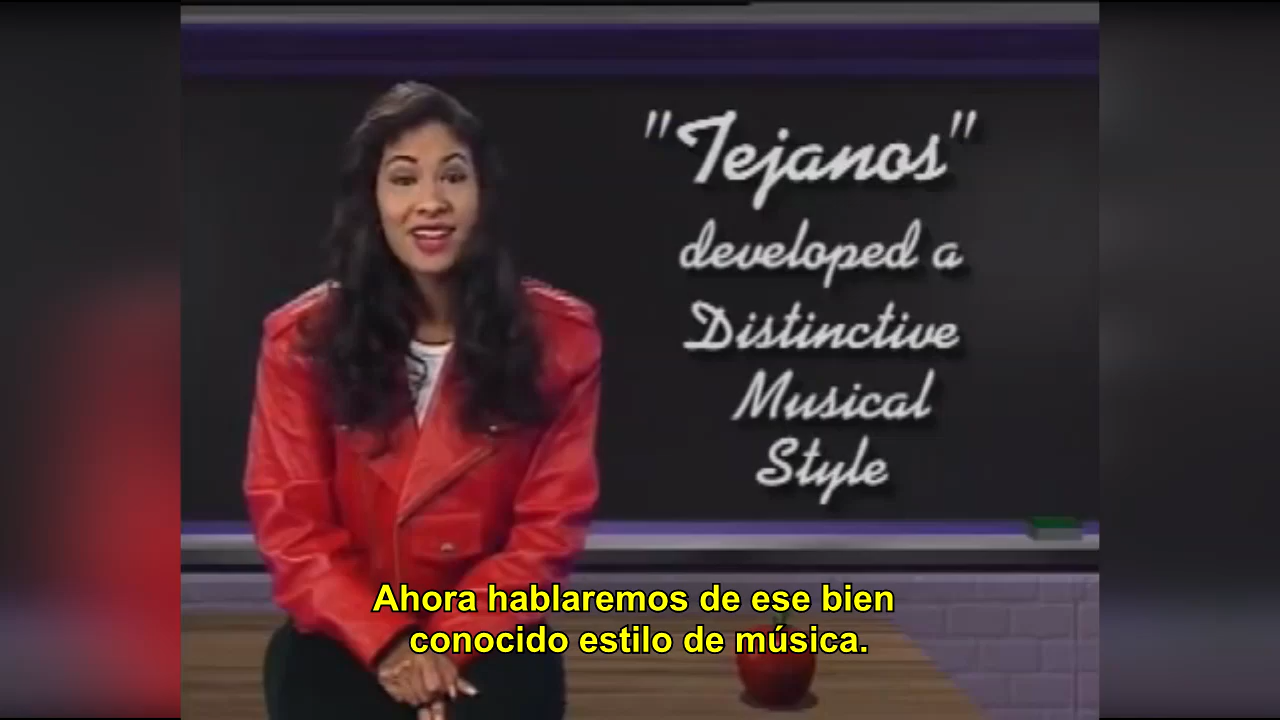 "Tejanos"
developed a
Distinctive
Musical
Style
Ahora hablaremos de ese bien
conocido estilo de música.